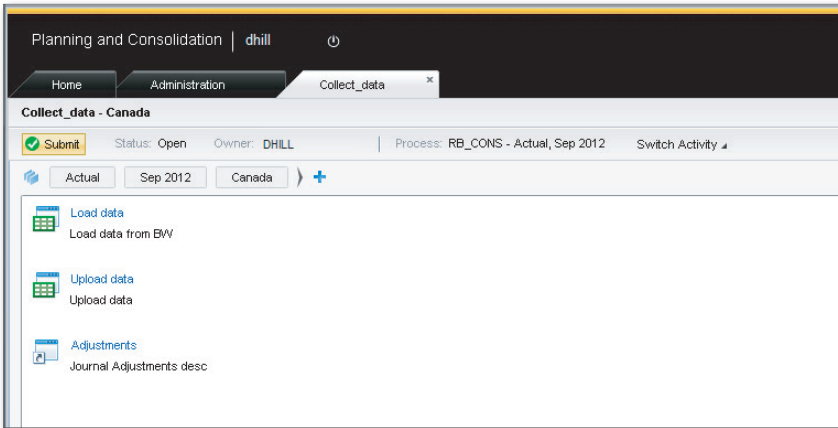 Planning and Consolidation | dhill
Home Administration Collect_data ×
Collect_data - Canada
Submit Status: Open Owner: DHILL | Process: RB_CONS - Actual, Sep 2012 Switch Activity
Actual Sep 2012 Canada
Load data
Load data from BW
Upload data
Upload data
Adjustments
Journal Adjustments desc